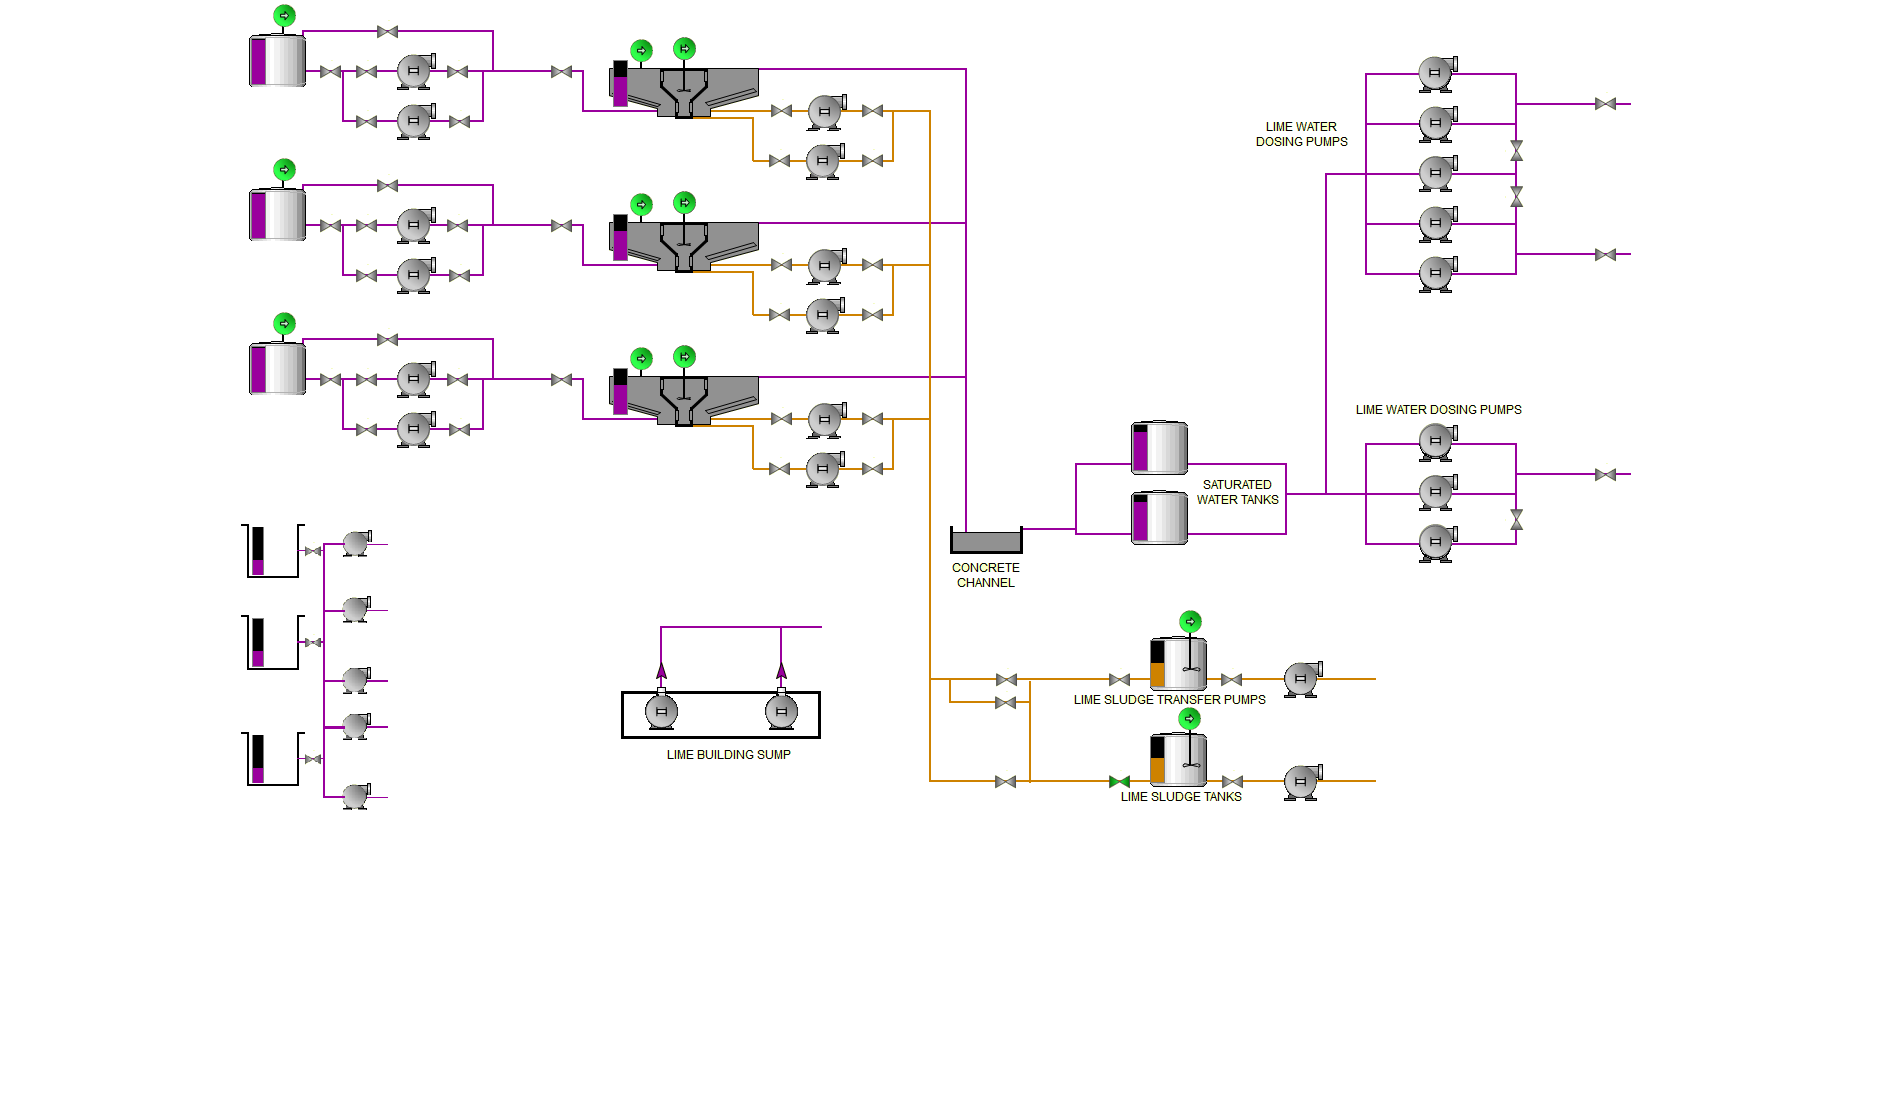 LIME WATER
DOSING PUMPS
LIME WATER DOSING PUMPS
SATURATED
WATER TANKS
CONCRETE
CHANNEL
LIME SLUDGE TRANSFER PUMPS
LIME BUILDING SUMP
LIME SLUDGE TANKS